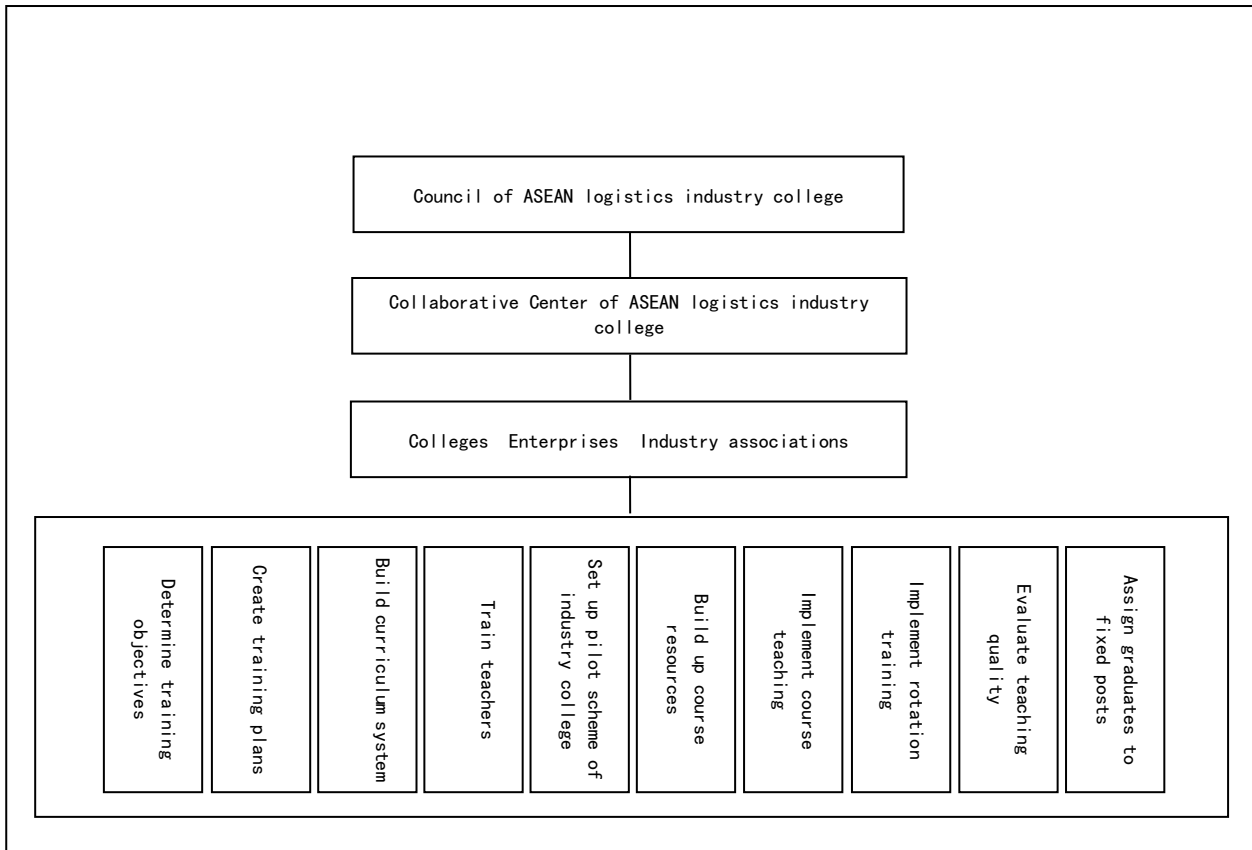 Council of ASEAN logistics industry college
Collaborative Center of ASEAN logistics industry
college
Colleges Enterprises Industry associations
Determine training
objectives
Create training plans
Build curriculum system
Train teachers
Set up pilot scheme of
industry college
Build up course
resources
Implement course
teaching
Implement rotation
training
Evaluate teaching
quality
Assign graduates to
fixed posts